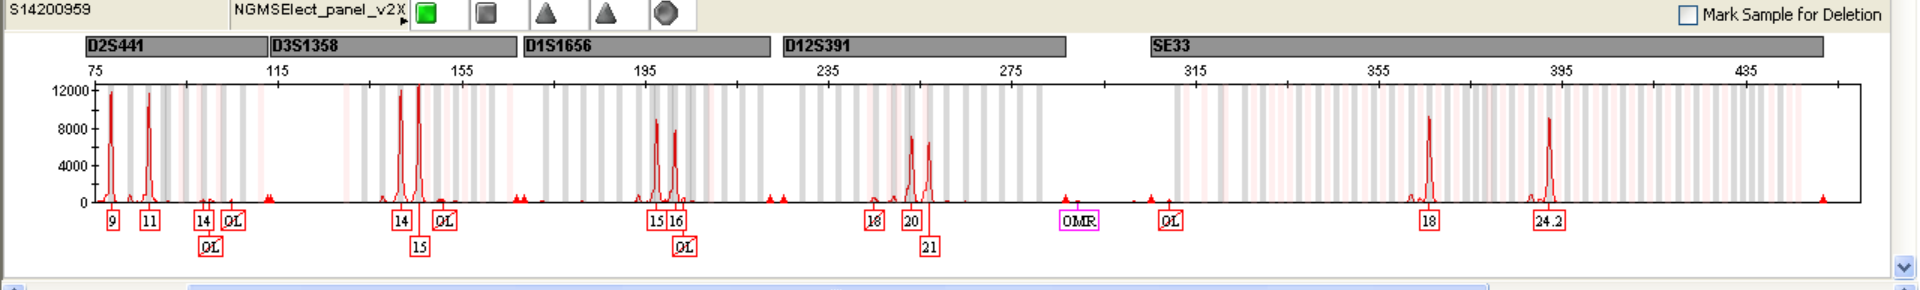 S14200959 NGMSElect_panel_v2X Mark Sample for Deletion
D2S441 D3S1358 D1S1656 D12S391 SE33
75 115 155 195 235 275 315 355 395 435
12000
8000
4000
0
9 11 14 OL 14 OL 15 16 18 20 OMR OL 18 24.2
OL 15 OL 21